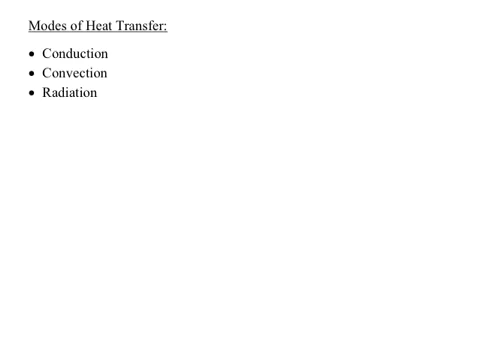 Modes of Heat Transfer:
• Conduction
• Convection
• Radiation